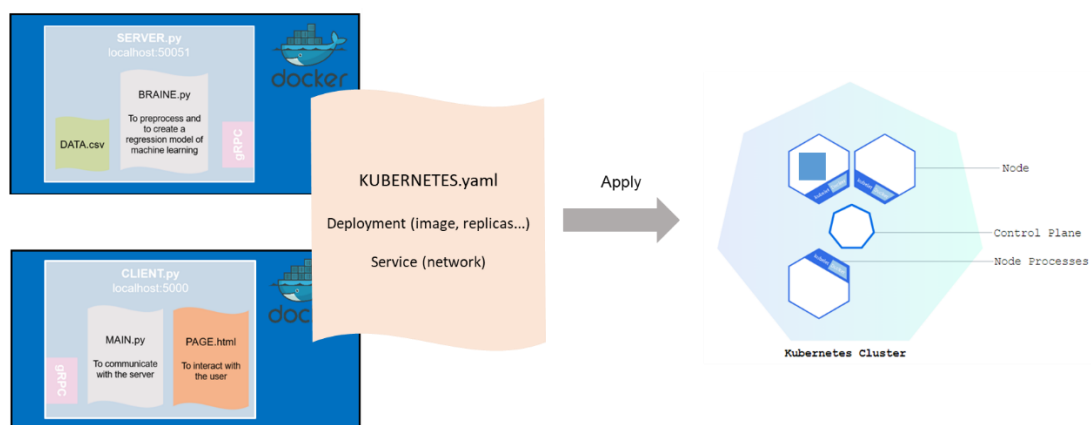 SERVER.py
localhost:50051
docker
BRAINE.py
To preprocess and
to create a
regression model of
machine learning
DATA.csv
gRPC
CLIENT.py
localhost:5000
doc
MAIN.py
To communicate
with the server
PAGE.html
To interact with
the user
gRPC
KUBERNETES.yaml
Deployment (image, replicas...)
Service (network)
Apply
Node
Control Plane
Node Processes
Kubernetes Cluster